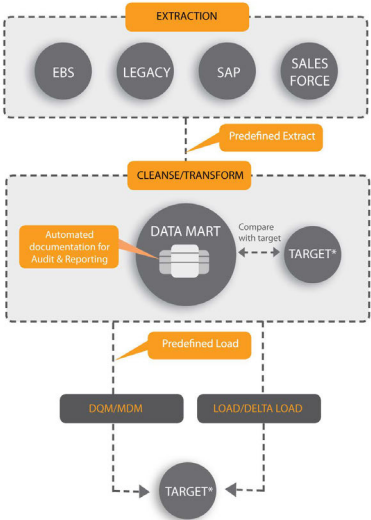 EXTRACTION
EBS
LEGACY
SAP
SALES
FORCE
Predefined Extract
CLEANSE/TRANSFORM
Automated
documentation for
Audit & Reporting
DATA MART
Compare
with target
TARGET*
Predefined Load
DQM/MDM
LOAD/DELTA LOAD
TARGET*